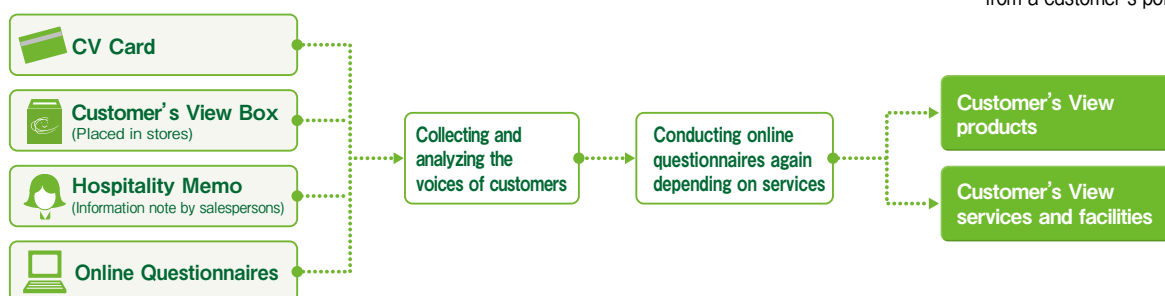 from a customer's
CV Card
Customer's View Box
(Placed in stores)
Hospitality Memo
(Information note by salespersons)
Online Questionnaires
Collecting and
analyzing the
voices of customers
Conducting online
questionnaires again
depending on services
Customer's View
products
Customer's View
services and facilities